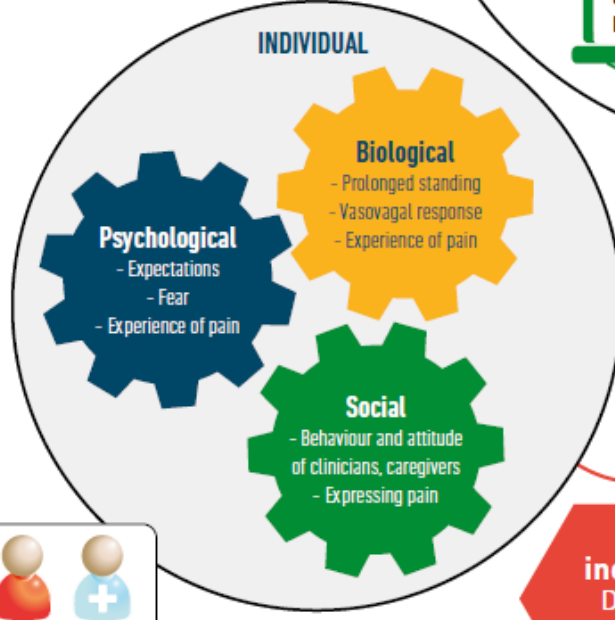 INDIVIDUAL
Biological
- Prolonged standing
- Vasovagal response
- Experience of pain
Psychological
- Expectations
- Fear
- Experience of pain
Social
- Behaviour and attitude
of clinicians, caregivers
- Expressing pain